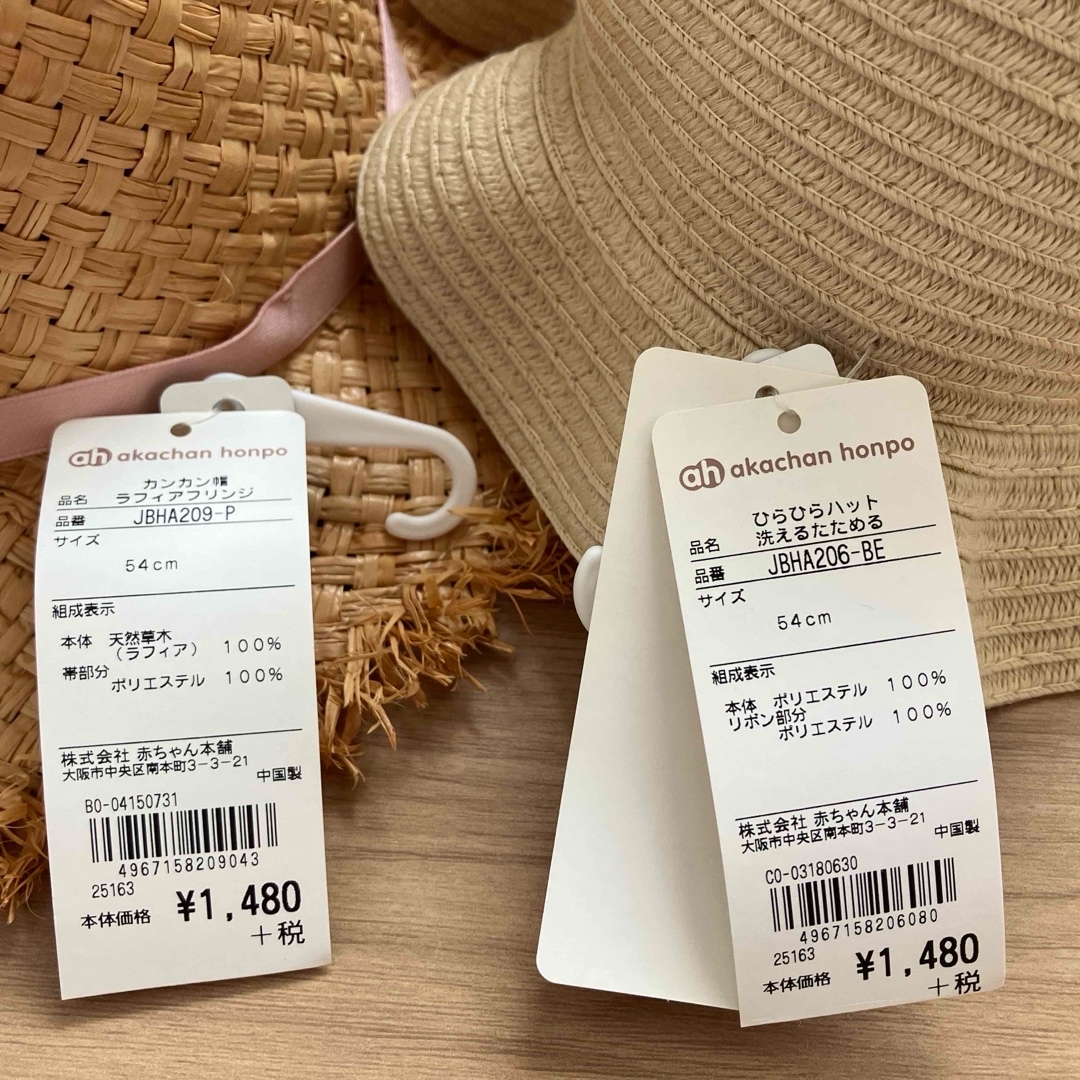 ah akachan honpo
カンカン帽
品名 ラフィアフリンジ
品番 JBHA209-P
サイズ
54cm
組成表示
本体 天然草木
(ラフィア) 100%
帯部分
ポリエステル 100%
株式会社 赤ちゃん本舗
大阪市中央区南本町3-3-21
中国製
B0-04150731
4967158209043
25163
本体価格 ¥1,480
+税
ah akachan honpo
ひらひらハット
品名 洗えるたためる
品番 JBHA206-BE
サイズ
54cm
組成表示
本体 ポリエステル 100%
リボン部分
ポリエステル 100%
株式会社 赤ちゃん本舗
大阪市中央区南本町3-3-21
中国製
C0-03180630
4967158206080
25163
本体価格 ¥1,480
+税